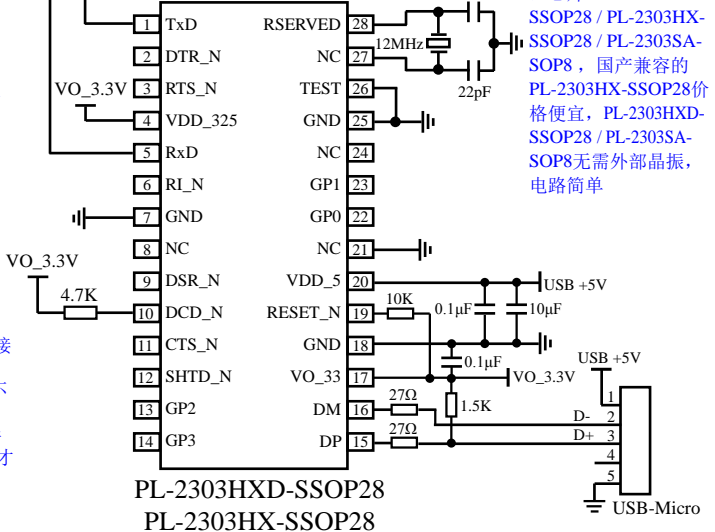 1 TxD RSERVED 28
2 DTR_N NC 27
3 RTS_N TEST 26
4 VDD_325 GND 25
5 RxD NC 24
6 RI_N GP1 23
7 GND GP0 22
8 NC NC 21
9 DSR_N VDD_5 20
10 DCD_N RESET_N 19
11 CTS_N GND 18
12 SHTD_N VO_33 17
13 GP2 DM 16
14 GP3 DP 15
VO_3.3V
VO_3.3V
4.7K
12MHz
22pF
SSOP28 / PL-2303HX-
SSOP28 / PL-2303SA-
SOP8 ，国产兼容的
PL-2303HX-SSOP28价
格便宜，PL-2303HXD-
SSOP28 / PL-2303SA-
SOP8无需外部晶振，
电路简单
USB +5V
10K
0.1μF
10μF
0.1μF
VO_3.3V
27Ω
1.5K
27Ω
USB +5V
1
D- 2
D+ 3
4
5
USB-Micro
接
才
PL-2303HXD-SSOP28
PL-2303HX-SSOP28